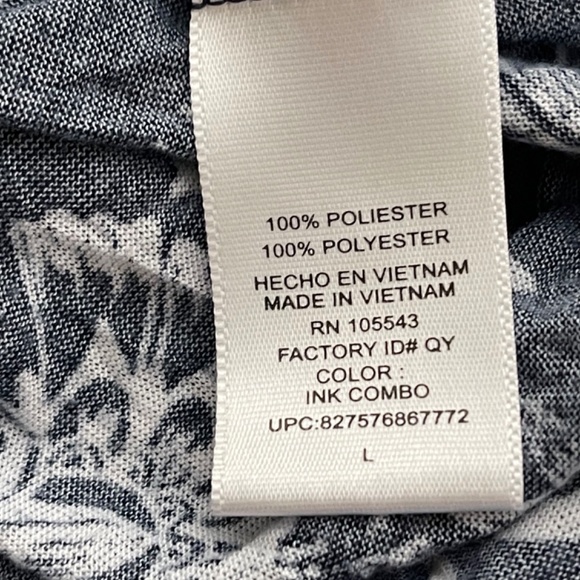 100% POLIESTER
100% POLYESTER
HECHO EN VIETNAM
MADE IN VIETNAM
RN 105543
FACTORY ID# QY
COLOR :
INK COMBO
UPC:827576867772
L